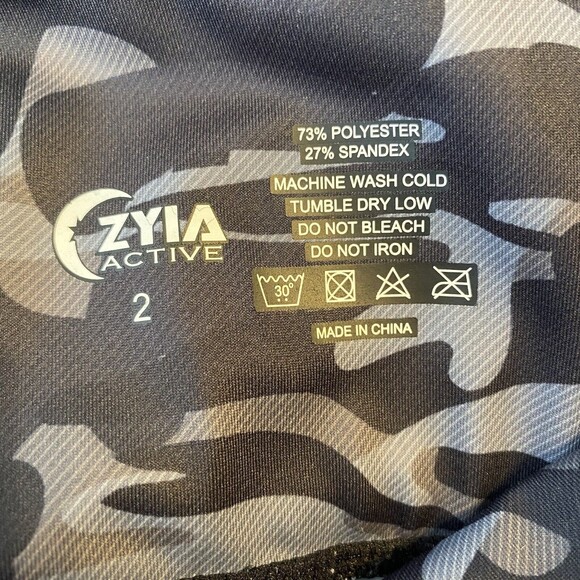 ZYIA
ACTIVE
2
73% POLYESTER
27% SPANDEX
MACHINE WASH COLD
TUMBLE DRY LOW
DO NOT BLEACH
DO NOT IRON
30°
MADE IN CHINA